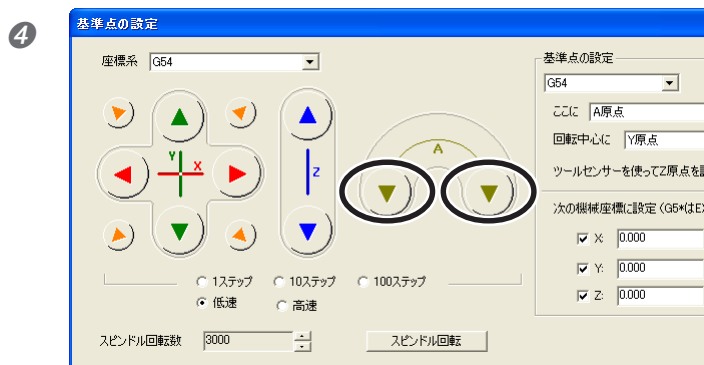 4
基準点の設定
座標系 G54
Y X
Z
A
1ステップ 10ステップ 100ステップ
低速 高速
スピンドル回転数 3000 スピンドル回転
基準点の設定
G54
ここに A原点
回転中心に Y原点
ツールセンサーを使ってZ原点を
次の機械座標に設定(G5*はE
X: 0.000
Y: 0.000
Z: 0.000